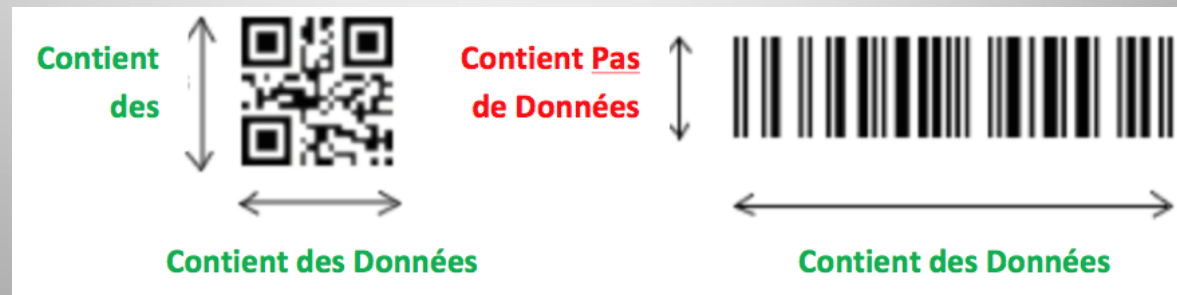 Contient
des
Contient des Données
Contient Pas
de Données
Contient des Données